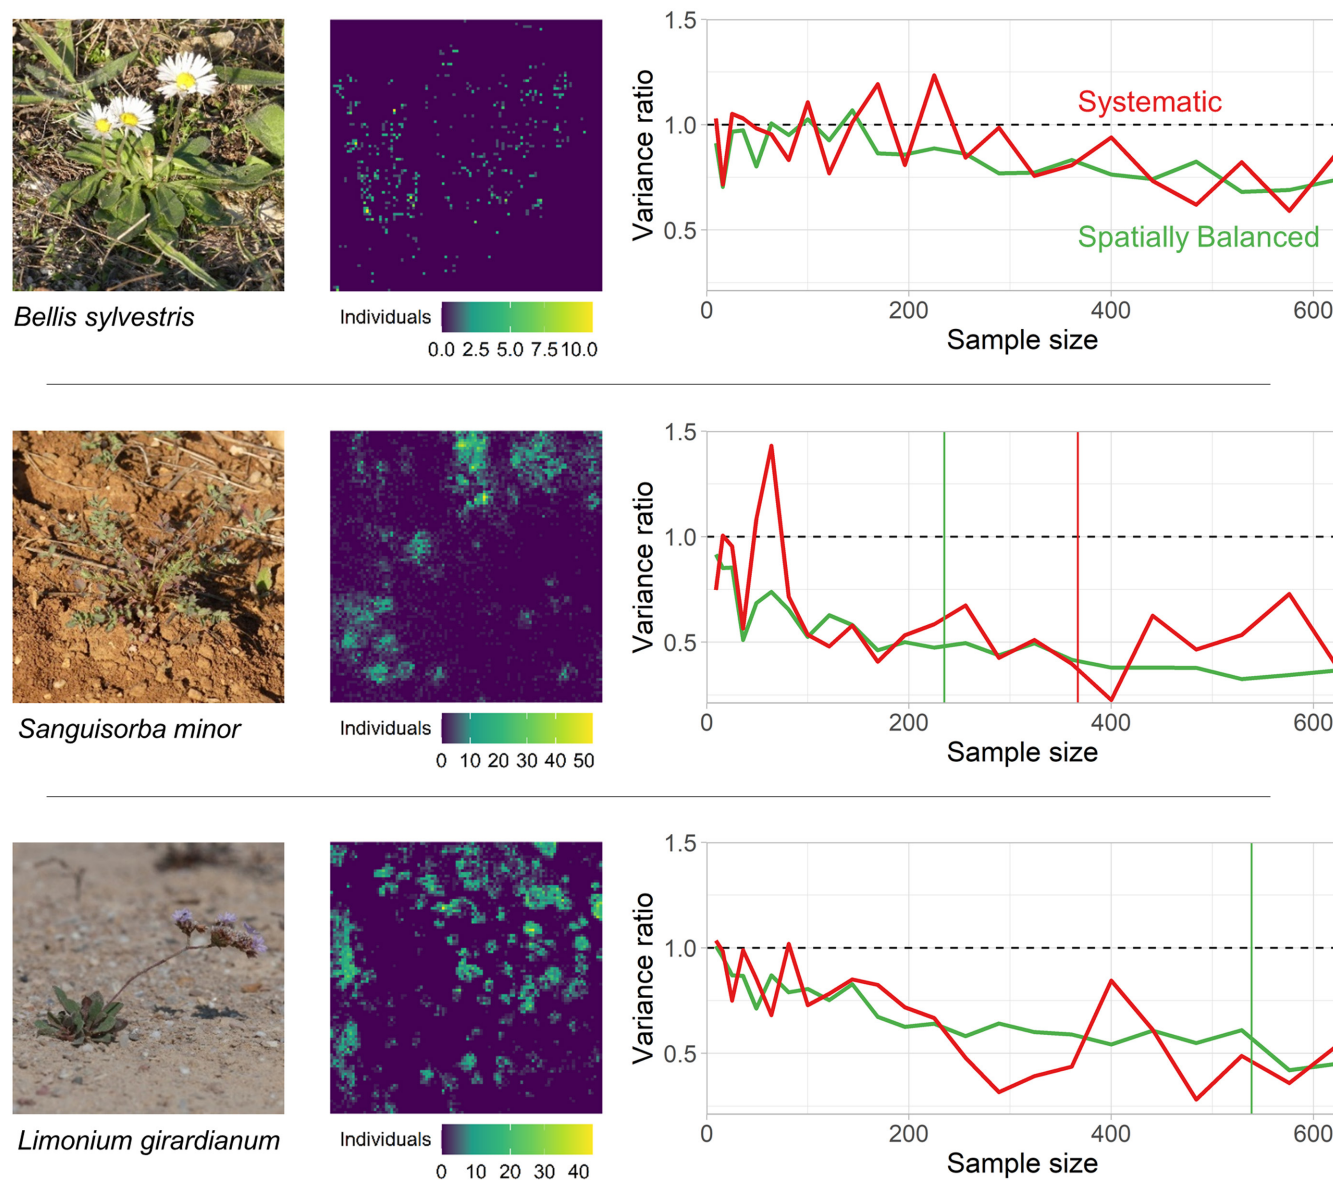 1.5
1.0
0.5
Variance ratio
Systematic
Spatially Balanced
0 200 400 600
Sample size
Bellis sylvestris
Individuals
0.0 2.5 5.0 7.5 10.0
1.5
1.0
0.5
Variance ratio
0 200 400 600
Sample size
Sanguisorba minor
Individuals
0 10 20 30 40 50
1.5
1.0
0.5
Variance ratio
0 200 400 600
Sample size
Limonium girardianum
Individuals
0 10 20 30 40